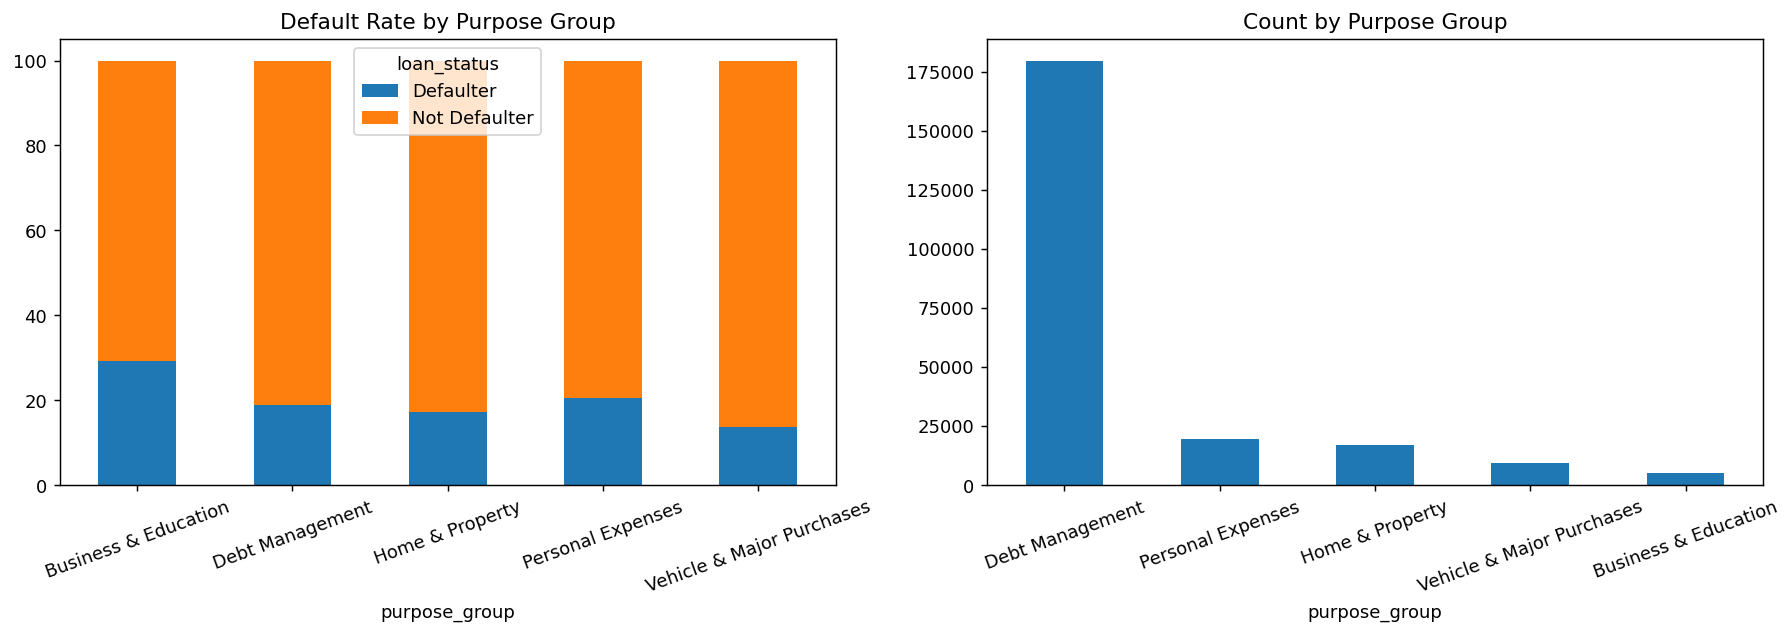 Default Rate by Purpose Group
loan_status
Defaulter
Not Defaulter
100
80
60
40
20
0
Business & Education
Debt Management
Home & Property
Personal Expenses
Vehicle & Major Purchases
purpose_group
Count by Purpose Group
175000
150000
125000
100000
75000
50000
25000
0
Debt Management
Personal Expenses
Home & Property
Vehicle & Major Purchases
Business & Education
purpose_group